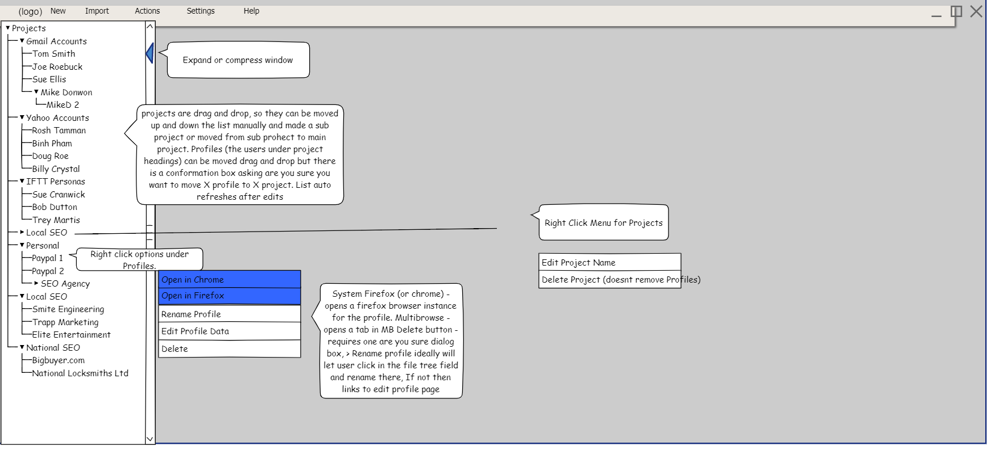 (logo) New Import Actions Settings Help
Projects
Gmail Accounts
Tom Smith
Joe Roebuck
Sue Ellis
Mike Donwon
MikeD 2
Yahoo Accounts
Rosh Tamman
Binh Pham
Doug Roe
Billy Crystal
IFTT Personas
Sue Cranwick
Bob Dutton
Trey Martis
Local SEO
Personal
Paypal 1
Paypal 2
SEO Agency
Local SEO
Smite Engineering
Trapp Marketing
Elite Entertainment
National SEO
Bigbuyer.com
National Locksmiths Ltd
Expand or compress window
projects are drag and drop, so they can be moved
up and down the list manually and made a sub
project or moved from sub prohect to main
project. Profiles (the users under project
headings) can be moved drag and drop but there
is a conformation box asking are you sure you
want to move X profile to X project. List auto
refreshes after edits
Right click options under
Profiles.
Open in Chrome
Open in Firefox
Rename Profile
Edit Profile Data
Delete
System Firefox (or chrome) -
opens a firefox browser instance
for the profile. Multibrowse -
opens a tab in MB Delete button -
requires one are you sure dialog
box, > Rename profile ideally will
let user click in the file tree field
and rename there, If not then
links to edit profile page
Right Click Menu for Projects
Edit Project Name
Delete Project (doesnt remove Profiles)